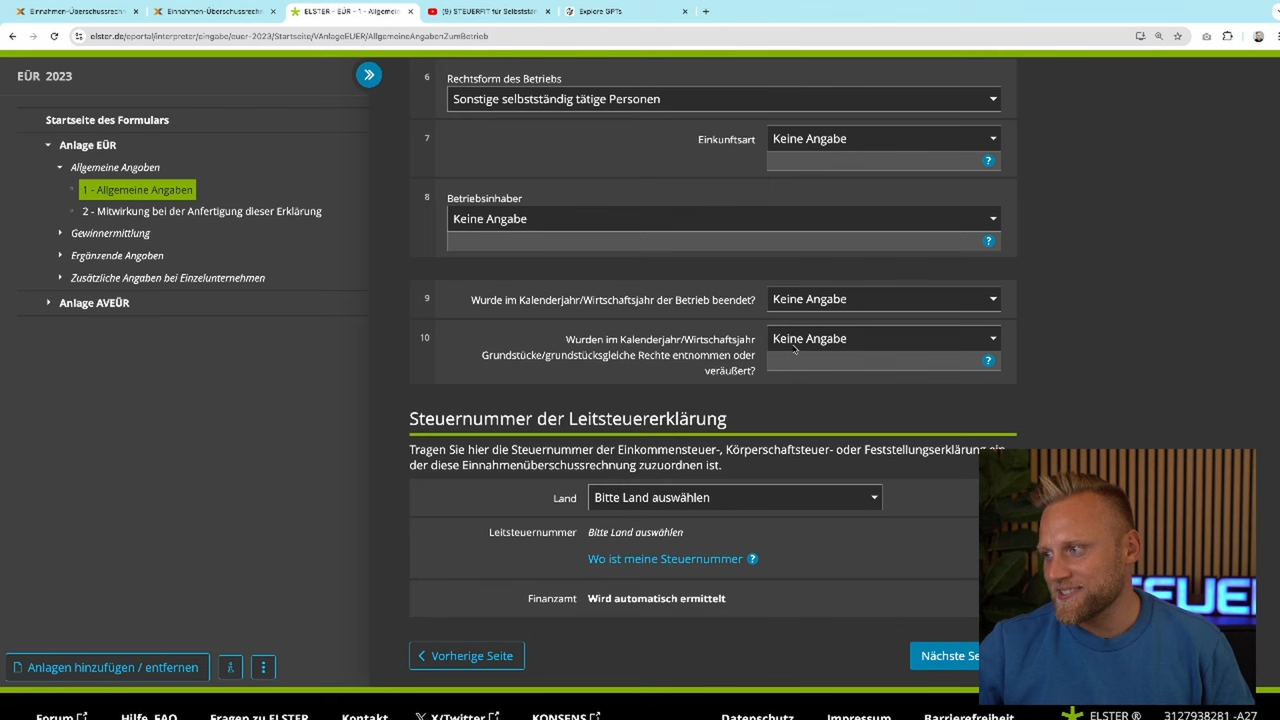 Einnahmen-Überschussrechn
Einnahmen-Überschussrechn
ELSTER - EÜR - 1 - Allgemein
(9) STEUERFIT für Selbststä
Explore GPTs
elster.de/eportal/interpreter/eingabe/euer-2023/Startseite/VAnlageEUER/AllgemeineAngabenZumBetrieb
EÜR 2023
Startseite des Formulars
Anlage EÜR
Allgemeine Angaben
1 - Allgemeine Angaben
2 - Mitwirkung bei der Anfertigung dieser Erklärung
Gewinnermittlung
Ergänzende Angaben
Zusätzliche Angaben bei Einzelunternehmen
Anlage AVEÜR
Anlagen hinzufügen / entfernen
6 Rechtsform des Betriebs
Sonstige selbstständig tätige Personen
7 Einkunftsart Keine Angabe
?
8 Betriebsinhaber
Keine Angabe
?
9 Wurde im Kalenderjahr/Wirtschaftsjahr der Betrieb beendet? Keine Angabe
10 Wurden im Kalenderjahr/Wirtschaftsjahr Keine Angabe
Grundstücke/grundstücksgleiche Rechte entnommen oder ?
veräußert?
Steuernummer der Leitsteuererklärung
Tragen Sie hier die Steuernummer der Einkommensteuer-, Körperschaftsteuer- oder Feststellungserklärung ein,
der diese Einnahmenüberschussrechnung zuzuordnen ist.
Land Bitte Land auswählen
Leitsteuernummer Bitte Land auswählen
Wo ist meine Steuernummer ?
Finanzamt Wird automatisch ermittelt
Vorherige Seite
Nächste Se
EUE
Forum Hilfe, FAQ Fragen zu ELSTER Kontakt X/Twitter KONSENS Datenschutz Impressum Barrierefreiheit ELSTER ® 3127938281 -A27